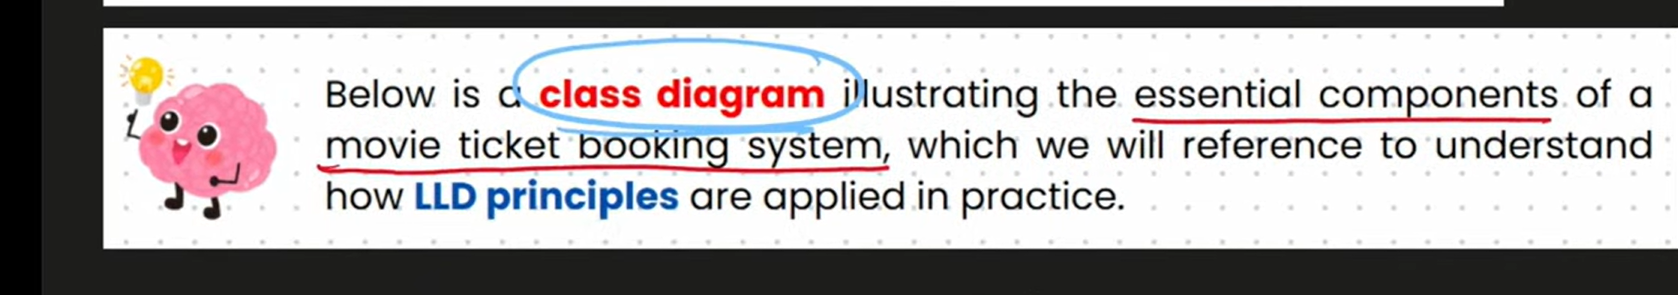 Below is a class diagram illustrating the essential components of a
movie ticket booking system, which we will reference to understand
how LLD principles are applied in practice.